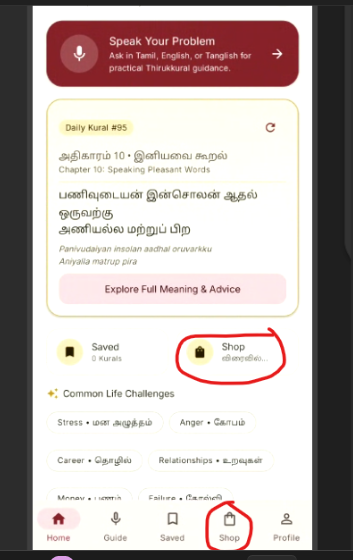 Speak Your Problem
Ask in Tamil, English, or Tanglish for
practical Thirukkural guidance.
Daily Kural #95
அதிகாரம் 10 • இனியவை கூறல்
Chapter 10: Speaking Pleasant Words
பணிவுடையன் இன்சொலன் ஆதல்
ஒருவற்கு
அணியல்ல மற்றுப் பிற
Panivudaiyan insolan aadhal oruvarkku
Aniyalla matrup pira
Explore Full Meaning & Advice
Saved
0 Kurals
Shop
விரைவில்...
Common Life Challenges
Stress • மன அழுத்தம்
Anger • கோபம்
Career • தொழில்
Relationships • உறவுகள்
Money • பணம்
Failure • தோல்வி
Home
Guide
Saved
Shop
Profile